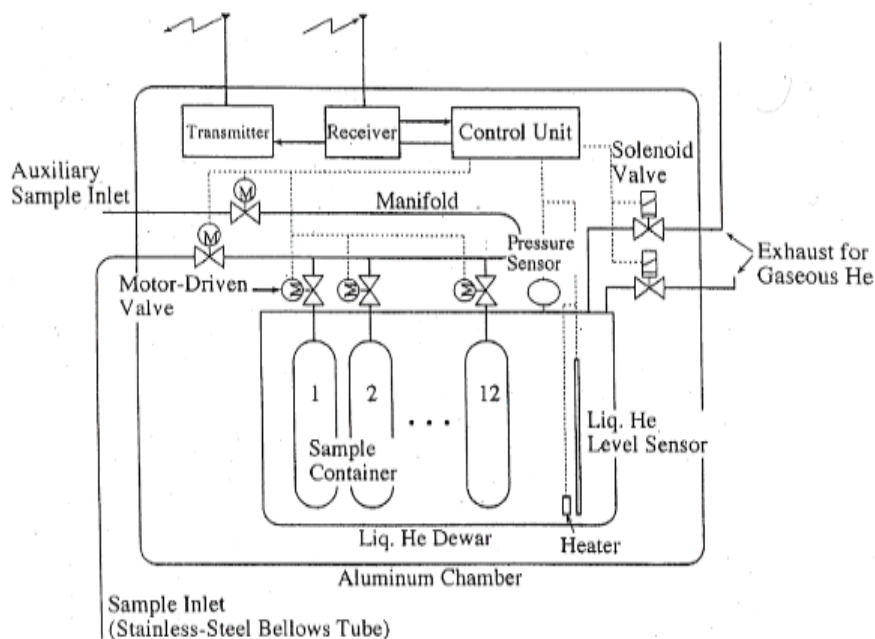 Transmitter
Receiver
Control Unit
Solenoid
Valve
Auxiliary
Sample Inlet
M
Manifold
M
Pressure
Sensor
Exhaust for
Gaseous He
Motor-Driven
Valve
M
M
M
1
2
12
...
Sample
Container
Liq. He
Level Sensor
Liq. He Dewar
Heater
Aluminum Chamber
Sample Inlet
(Stainless-Steel Bellows Tube)